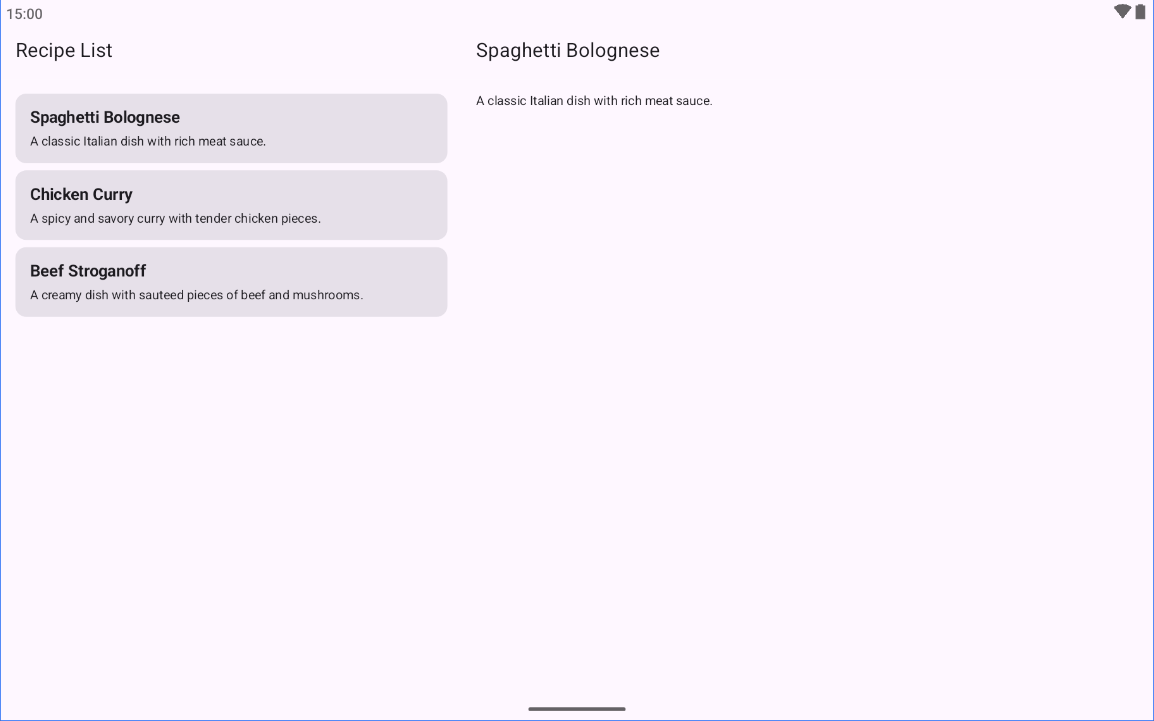 15:00
Recipe List
Spaghetti Bolognese
A classic Italian dish with rich meat sauce.
Chicken Curry
A spicy and savory curry with tender chicken pieces.
Beef Stroganoff
A creamy dish with sauteed pieces of beef and mushrooms.
Spaghetti Bolognese
A classic Italian dish with rich meat sauce.